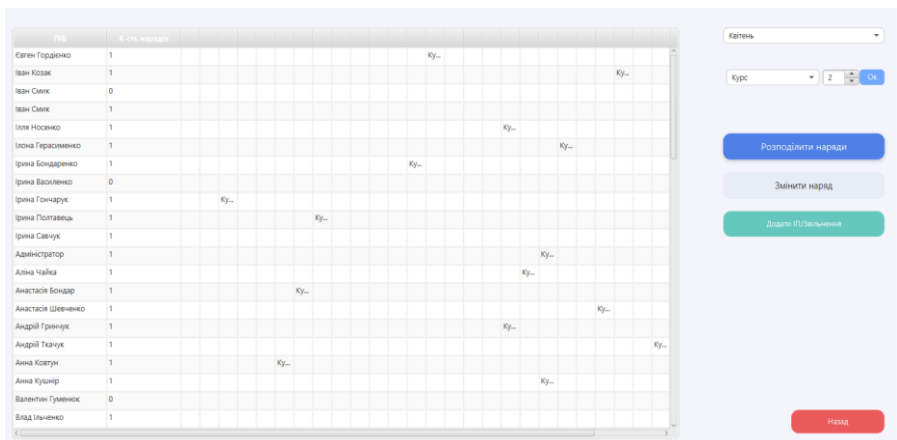 ПІБ К-сть нарядів
Євген Гордієнко 1 Ку...
Іван Козак 1 Ку...
Іван Смик 0
Іван Смик 1
Ілля Носенко 1 Ку...
Ілона Герасименко 1 Ку...
Ірина Бондаренко 1 Ку...
Ірина Василенко 0
Ірина Гончарук 1 Ку...
Ірина Полтавець 1 Ку...
Ірина Савчук 1
Адміністратор 1 Ку...
Аліна Чайка 1 Ку...
Анастасія Бондар 1 Ку...
Анастасія Шевченко 1 Ку...
Андрій Гринчук 1 Ку...
Андрій Ткачук 1 Ку...
Анна Ковтун 1 Ку...
Анна Кушнір 1 Ку...
Валентин Гуменюк 0
Влад Ільченко 1
Квітень
Курс 2 Ок
Розподілити наряди
Змінити наряд
Додати ІП/Звільнення
Назад